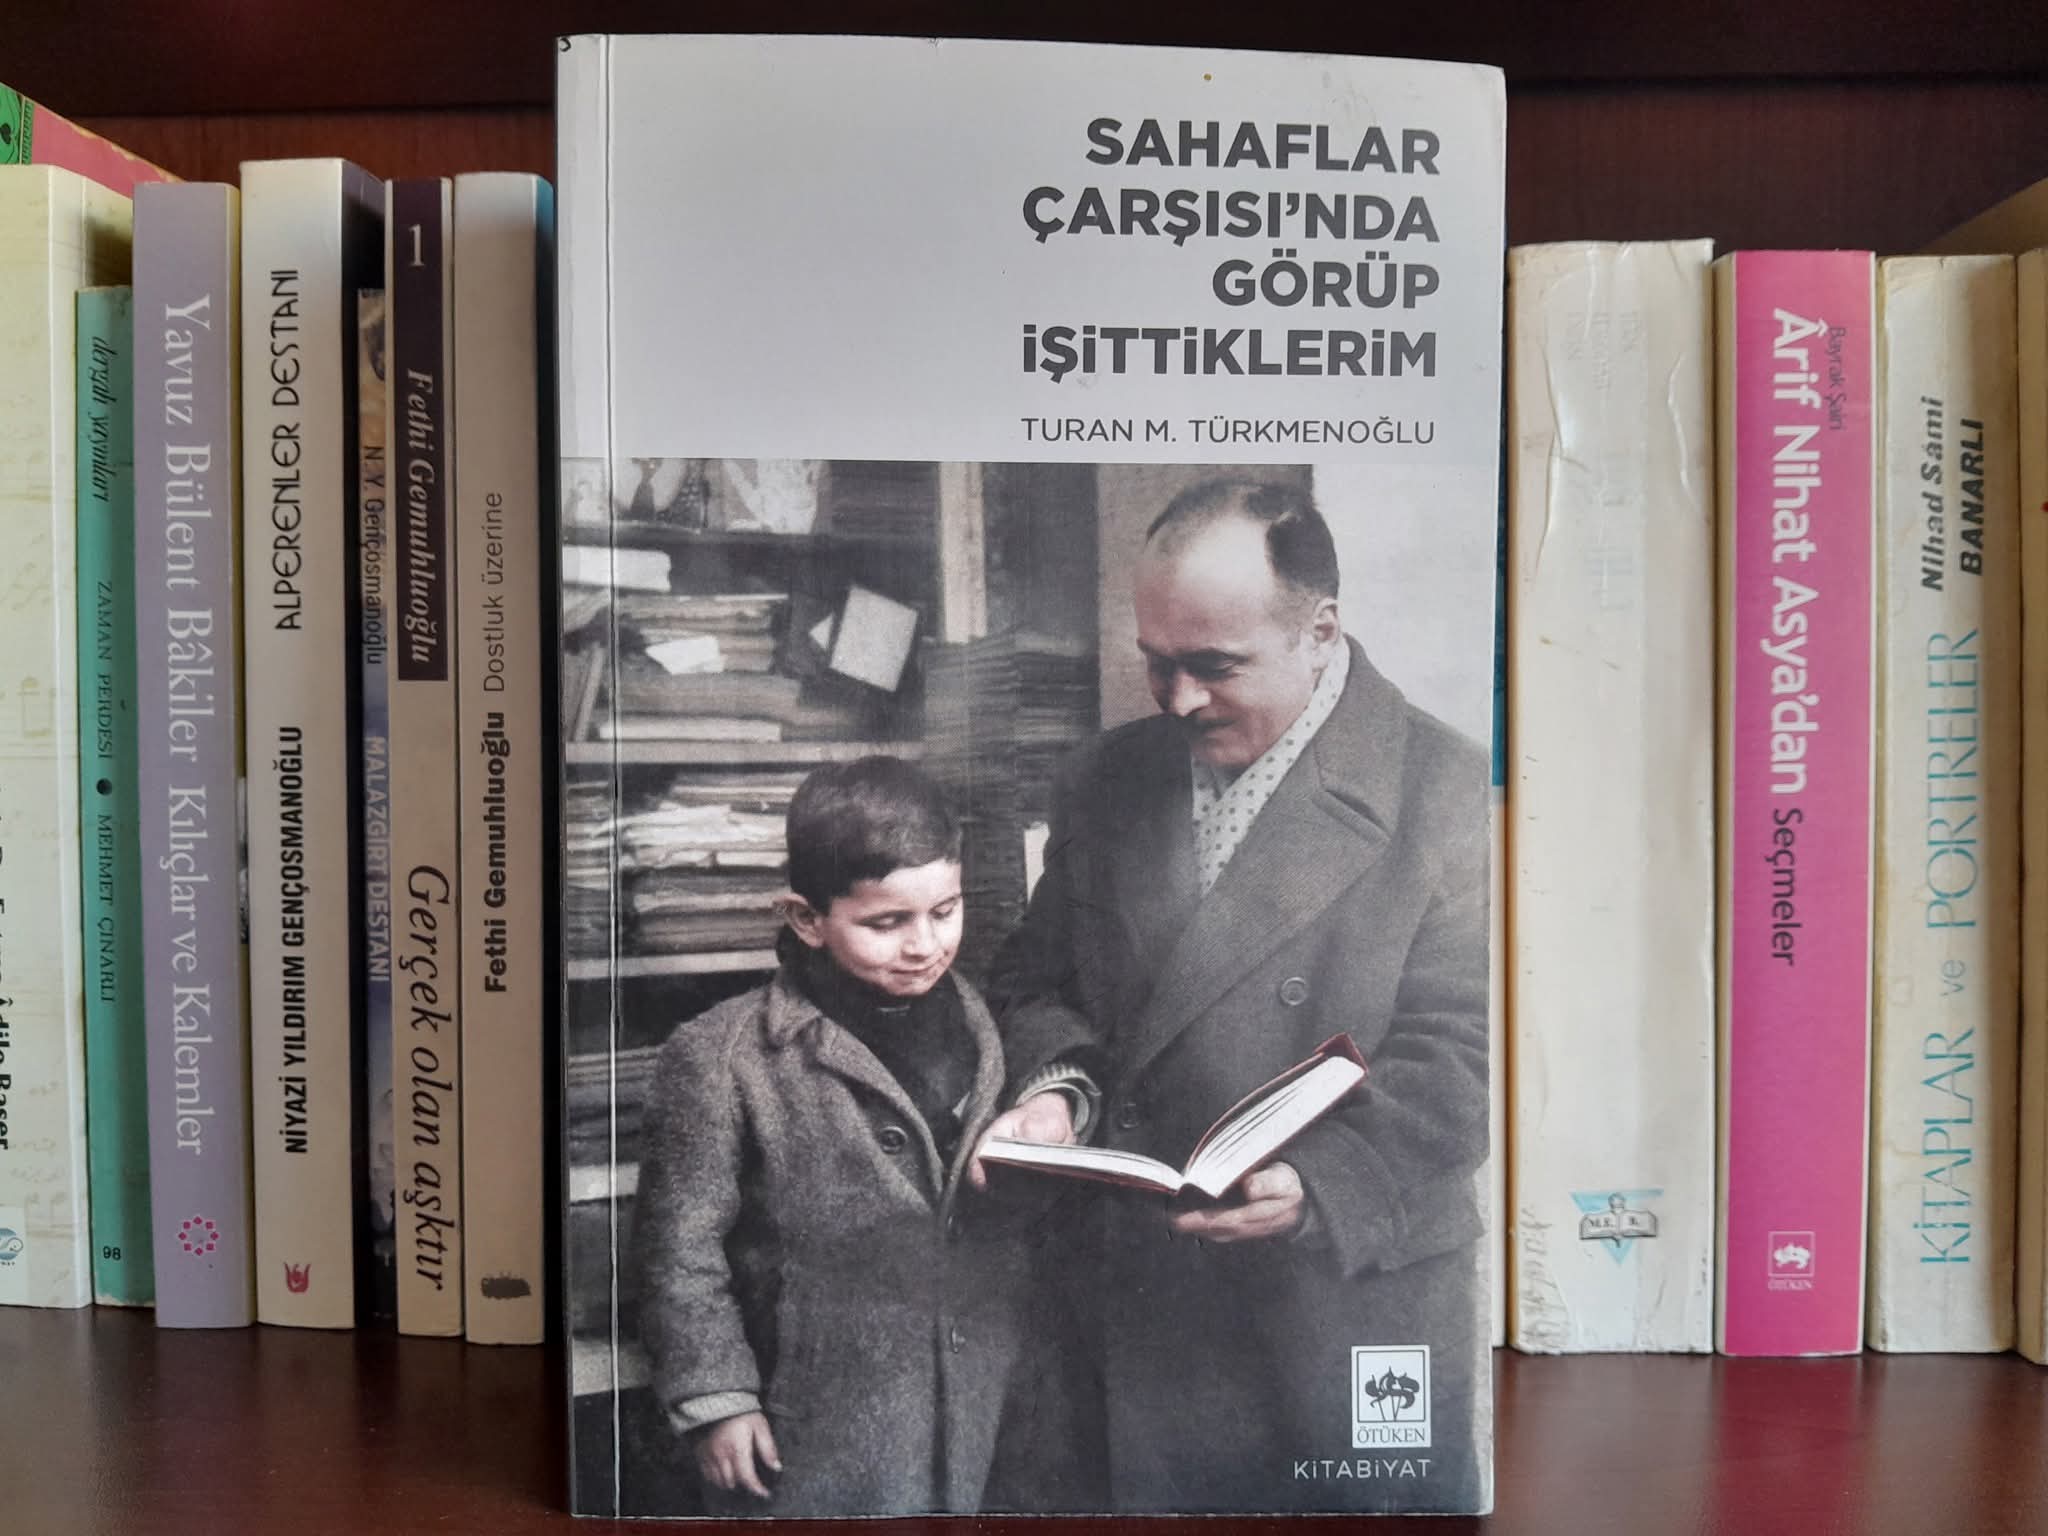 dergâh yayınları
ZAMAN PERDESİ ● MEHMET ÇINARLI
98
Yavuz Bülent Bâkiler Kılıçlar ve Kalemler
ALPERENLER DESTANI
NİYAZİ YILDIRIM GENÇOSMANOĞLU
N. Y. Gençosmanoğlu
MALAZGİRT DESTANI
1
Fethi Gemuhluoğlu
Gerçek olan aşktır
Fethi Gemuhluoğlu Dostluk üzerine
SAHAFLAR
ÇARŞISI'NDA
GÖRÜP
İŞİTTİKLERİM
TURAN M. TÜRKMENOĞLU
ÖTÜKEN
KİTABİYAT
M. E. B.
Bayrak Şairi
Ârif Nihat Asya'dan Seçmeler
ÖTÜKEN
Nihad Sâmi
BANARLI
KİTAPLAR ve PORTRELER